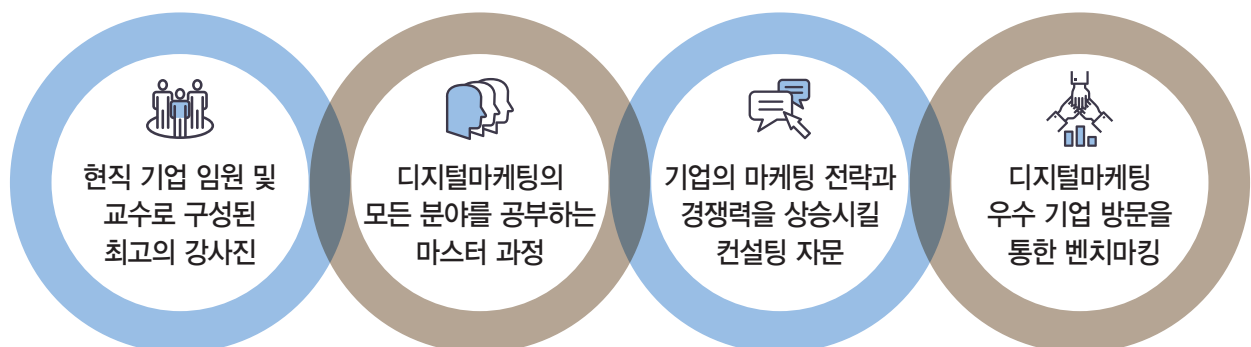 현직 기업 임원 및
교수로 구성된
최고의 강사진
디지털마케팅의
모든 분야를 공부하는
마스터 과정
기업의 마케팅 전략과
경쟁력을 상승시킬
컨설팅 자문
디지털마케팅
우수 기업 방문을
통한 벤치마킹